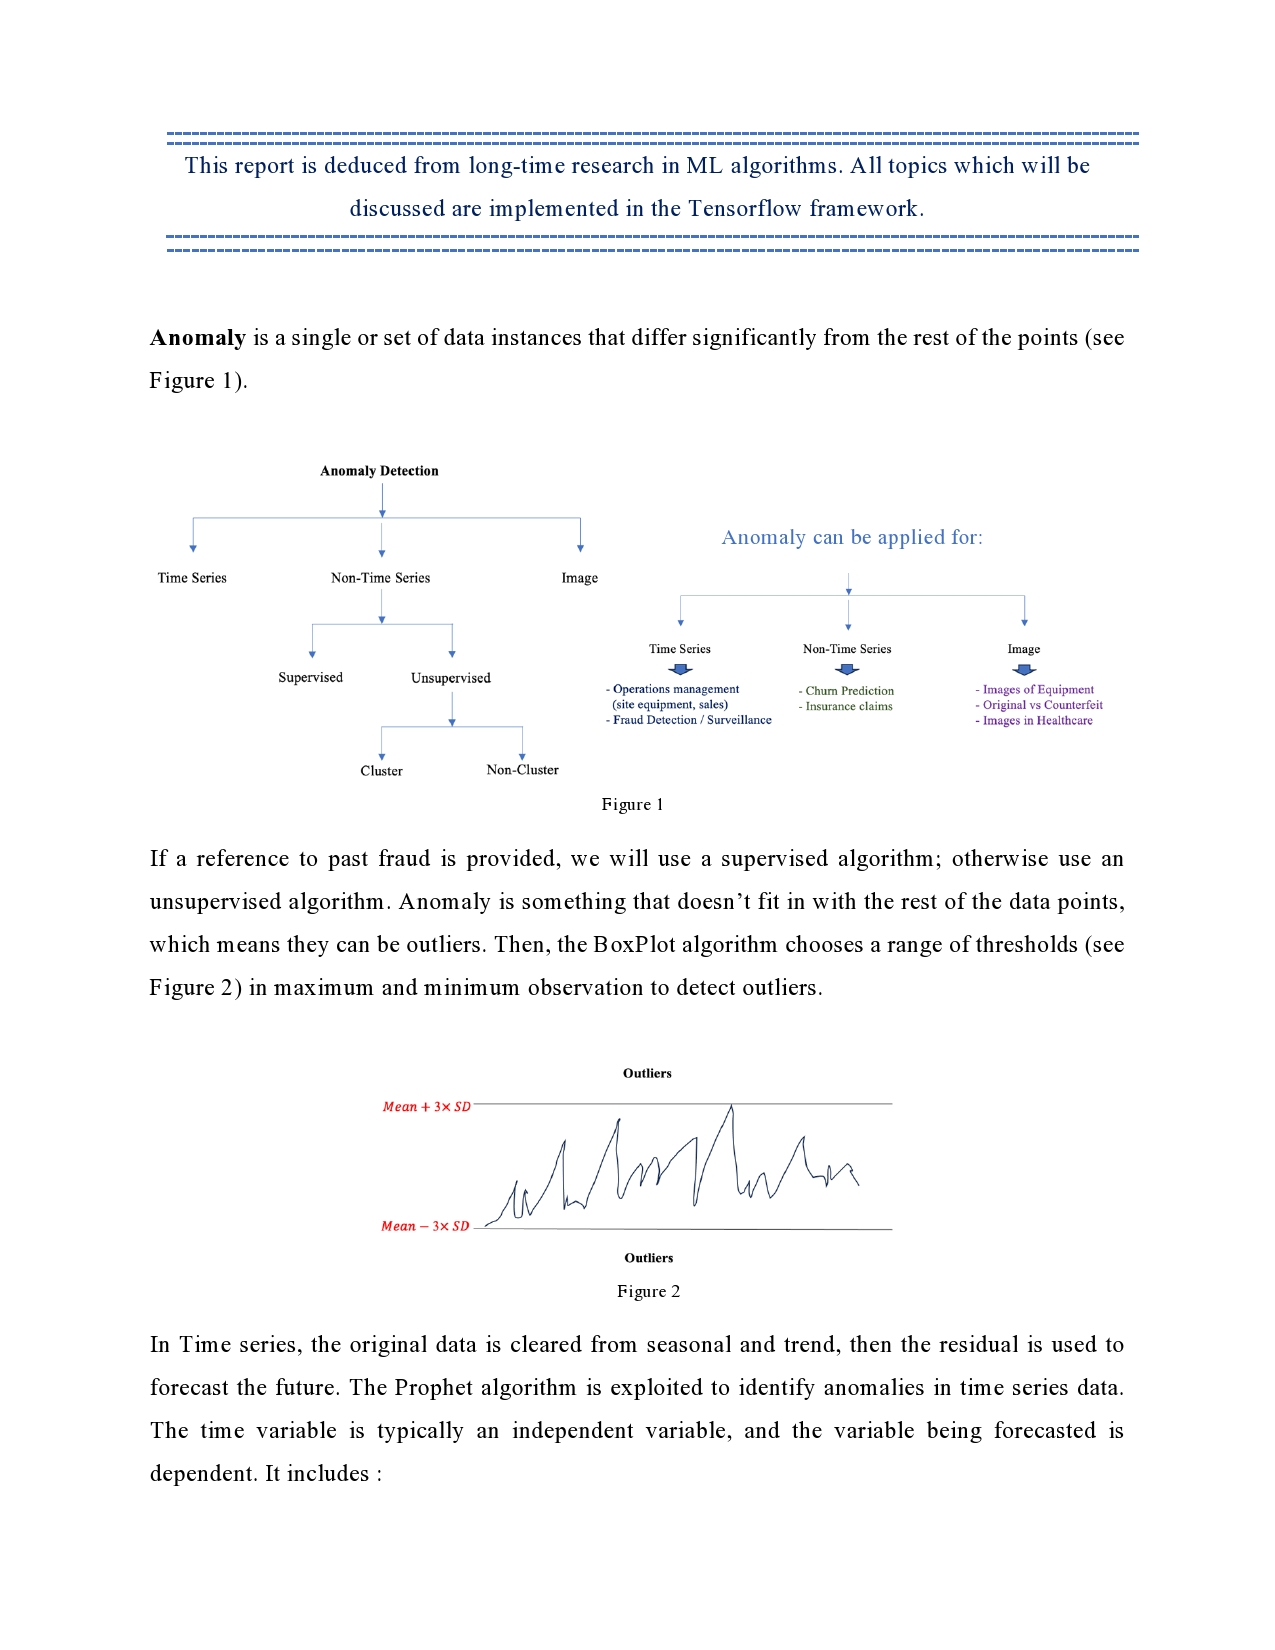 This report is deduced from long-time research in ML algorithms. All topics which will be
discussed are implemented in the Tensorflow framework.
Anomaly is a single or set of data instances that differ significantly from the rest of the points (see
Figure 1).
Anomaly Detection
Time Series
Non-Time Series
Image
Supervised
Unsupervised
Cluster
Non-Cluster
Anomaly can be applied for:
Time Series
- Operations management
(site equipment, sales)
- Fraud Detection / Surveillance
Non-Time Series
- Churn Prediction
- Insurance claims
Image
- Images of Equipment
- Original vs Counterfeit
- Images in Healthcare
Figure 1
If a reference to past fraud is provided, we will use a supervised algorithm; otherwise use an
unsupervised algorithm. Anomaly is something that doesn’t fit in with the rest of the data points,
which means they can be outliers. Then, the BoxPlot algorithm chooses a range of thresholds (see
Figure 2) in maximum and minimum observation to detect outliers.
Outliers
Mean + 3× SD
Mean − 3× SD
Outliers
Figure 2
In Time series, the original data is cleared from seasonal and trend, then the residual is used to
forecast the future. The Prophet algorithm is exploited to identify anomalies in time series data.
The time variable is typically an independent variable, and the variable being forecasted is
dependent. It includes :